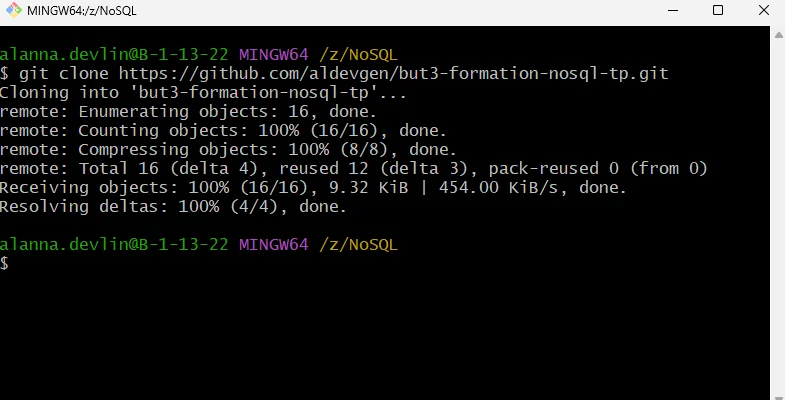 MINGW64:/z/NoSQL
alanna.devlin@B-1-13-22 MINGW64 /z/NoSQL
$ git clone https://github.com/aldevgen/but3-formation-nosql-tp.git
Cloning into 'but3-formation-nosql-tp'...
remote: Enumerating objects: 16, done.
remote: Counting objects: 100% (16/16), done.
remote: Compressing objects: 100% (8/8), done.
remote: Total 16 (delta 4), reused 12 (delta 3), pack-reused 0 (from 0)
Receiving objects: 100% (16/16), 9.32 KiB | 454.00 KiB/s, done.
Resolving deltas: 100% (4/4), done.
alanna.devlin@B-1-13-22 MINGW64 /z/NoSQL
$